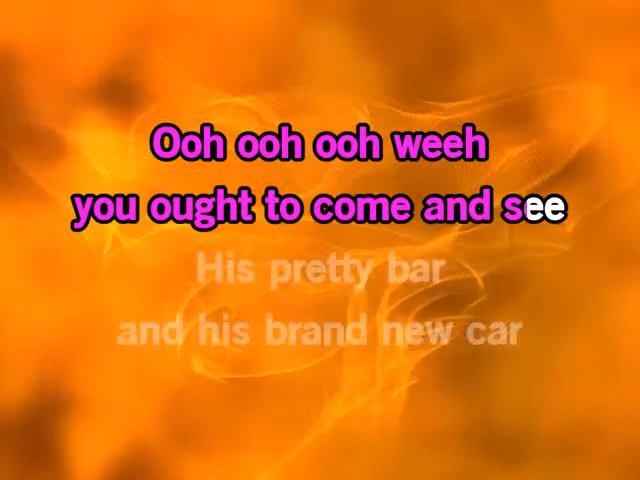 Ooh ooh ooh weeh
you ought to come and see
His pretty bar
and his brand new car